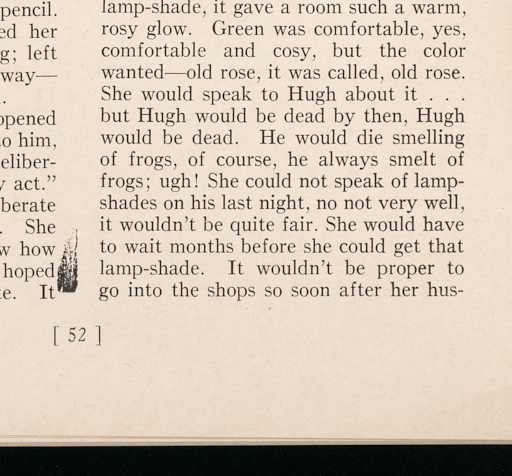 pencil.
ed her
g; left
way—
.
opened
to him,
eliber-
y act.”
berate
. She
w how
hoped
te. It
lamp-shade, it gave a room such a warm,
rosy glow. Green was comfortable, yes,
comfortable and cosy, but the color
wanted—old rose, it was called, old rose.
She would speak to Hugh about it . . .
but Hugh would be dead by then, Hugh
would be dead. He would die smelling
of frogs, of course, he always smelt of
frogs; ugh! She could not speak of lamp-
shades on his last night, no not very well,
it wouldn’t be quite fair. She would have
to wait months before she could get that
lamp-shade. It wouldn’t be proper to
go into the shops so soon after her hus-
[ 52 ]